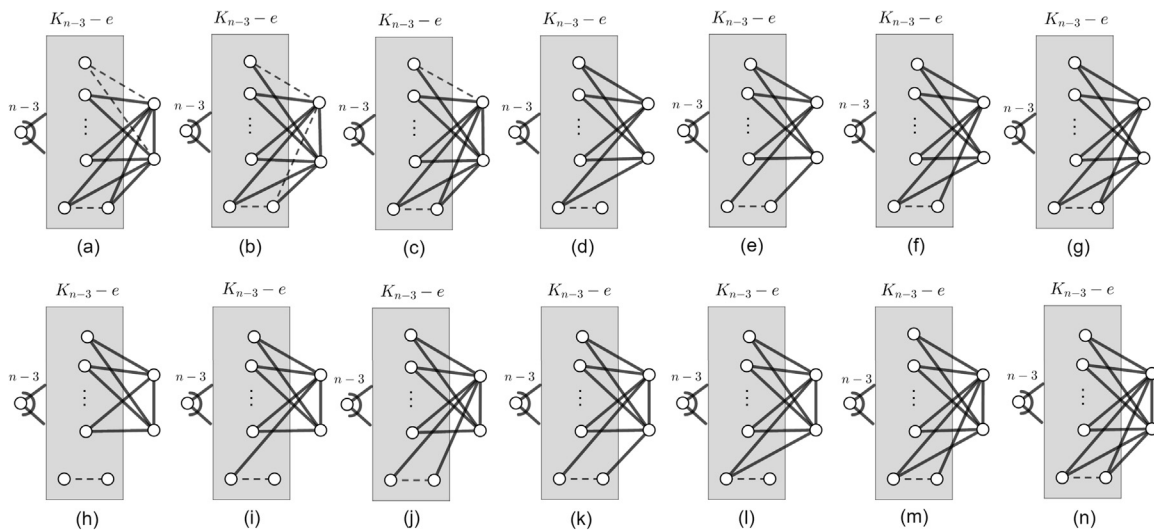 K_{n-3} − e K_{n-3} − e K_{n-3} − e K_{n-3} − e K_{n-3} − e K_{n-3} − e K_{n-3} − e
n − 3 n − 3 n − 3 n − 3 n − 3 n − 3 n − 3
(a) (b) (c) (d) (e) (f) (g)
K_{n-3} − e K_{n-3} − e K_{n-3} − e K_{n-3} − e K_{n-3} − e K_{n-3} − e K_{n-3} − e
n − 3 n − 3 n − 3 n − 3 n − 3 n − 3 n − 3
(h) (i) (j) (k) (l) (m) (n)